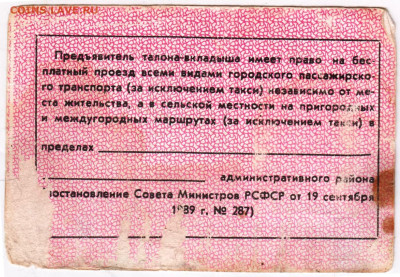 COINS.LAVE.RU
Предъявитель талона-вкладыша имеет право на бес-
платный проезд всеми видами городского пассажирско-
го транспорта (за исключением такси) независимо от ме-
ста жительства, а в сельской местности на пригородных
и междугородных маршрутах (за исключением такси) в
пределах
административного района
постановление Совета Министров РСФСР от 19 сентября
1989 г. № 287)